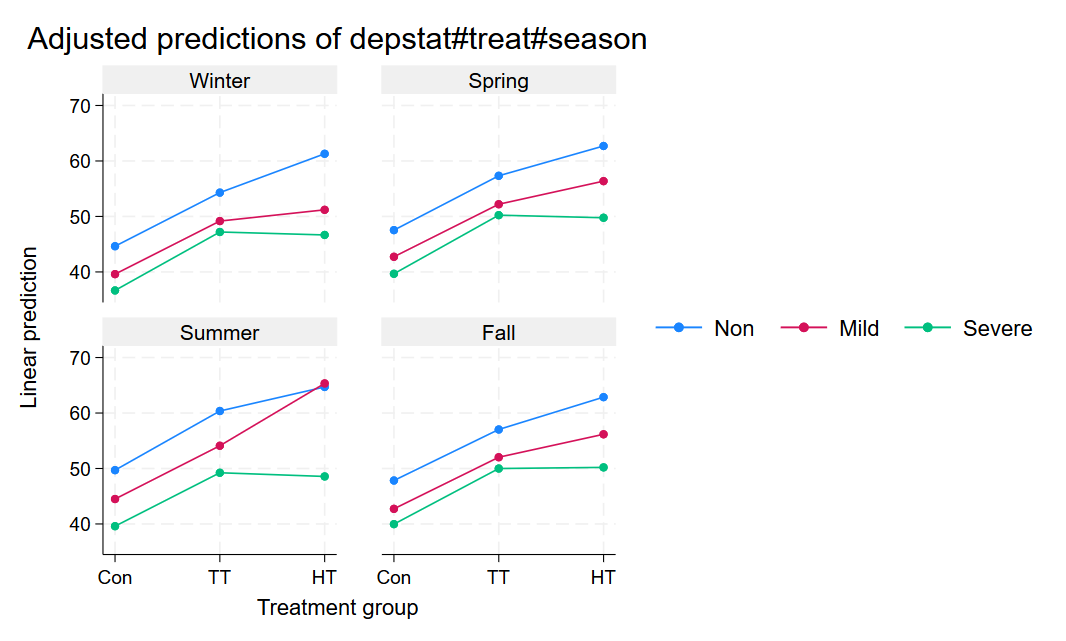 Adjusted predictions of depstat#treat#season
Winter
Spring
70
60
50
40
Summer
Fall
70
60
50
40
Linear prediction
Con
TT
HT
Con
TT
HT
Treatment group
Non
Mild
Severe